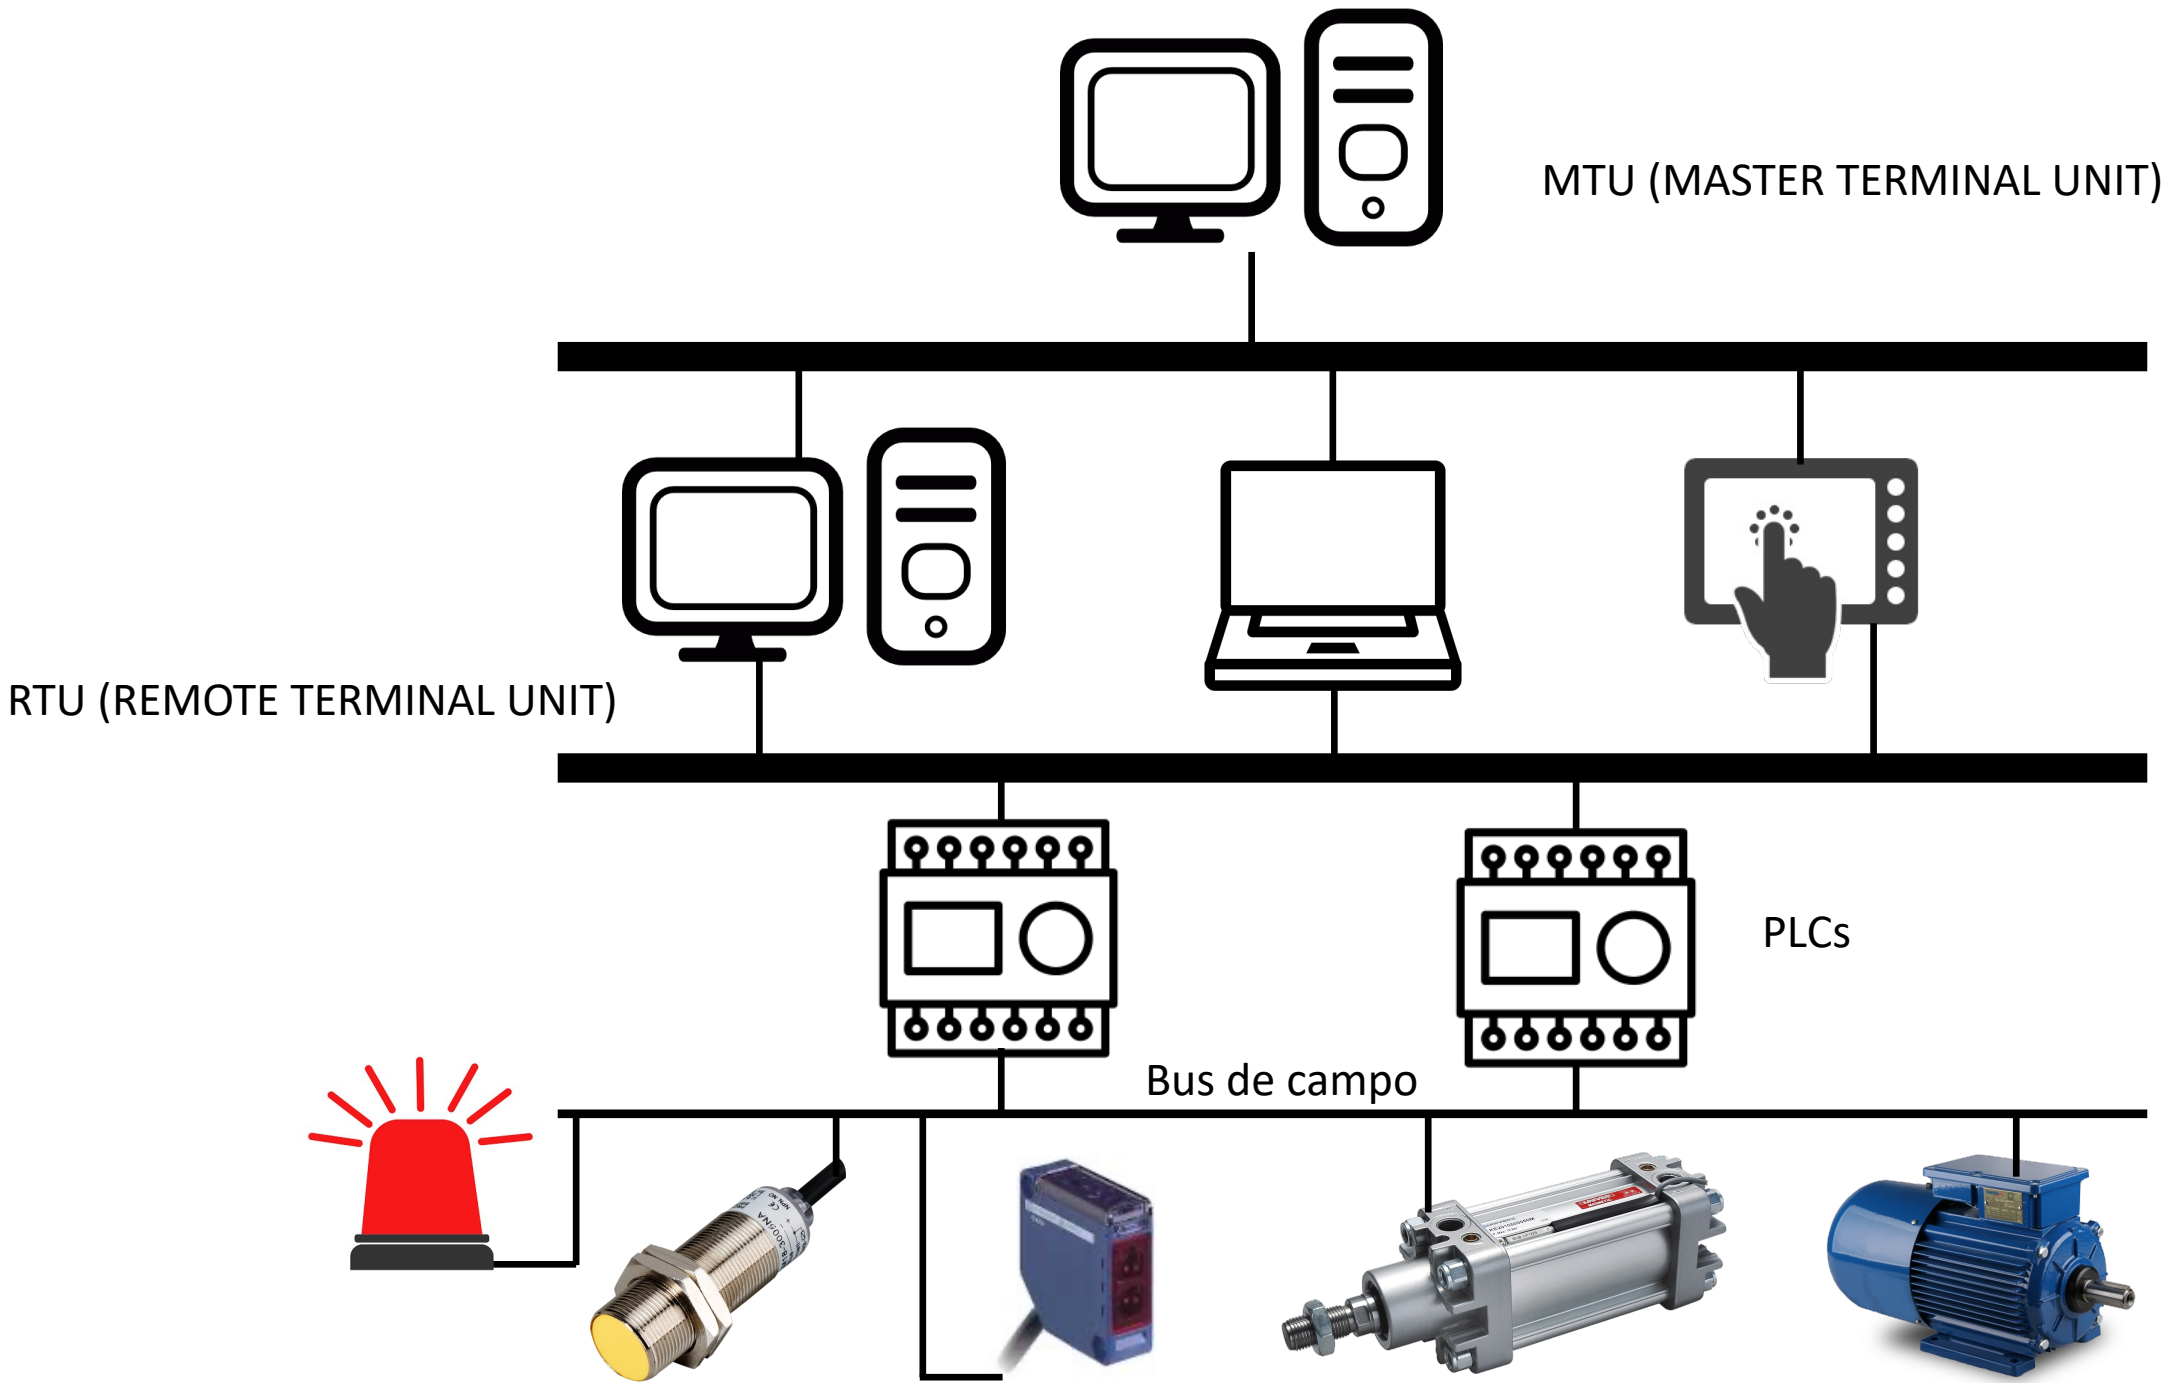 MTU (MASTER TERMINAL UNIT)
RTU (REMOTE TERMINAL UNIT)
PLCs
Bus de campo